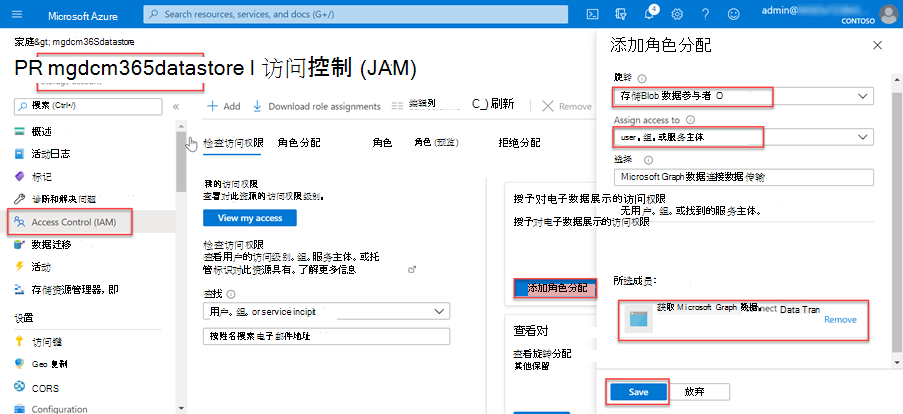 Microsoft Azure
Search resources, services, and docs (G+/)
4
admin@
CONTOSO
家庭&gt; mgdcm36Sdatastore
PR mgdcm365datastore l 访问控制 (JAM)
搜索 (Ctrl+/)
概述
活动日志
标记
诊断和解决问题
Access Control (IAM)
数据迁移
活动
存储资源管理器，即
设置
访问键
Geo 复制
CORS
Configuration
Add
Download role assignments
编辑列
C_) 刷新
Remove
检查访问权限
角色分配
角色
角色 (预览)
拒绝分配
我的访问权限
查看对此资源的访问权限级别。
View my access
检查访问权限
查看用户的访问级别。组。服务主体。或托
管标识对此资源具有。了解更多信息
查找
用户。组。or service incipit
按姓名搜索电子邮件地址
授予对电子数据展示的访问权限
授予对电子数据展示的访问权限
添加角色分配
查看对
查看旋转分配
其他保留
添加角色分配
旋转
存储Blob 数据参与者 O
Assign access to
user。组。或服务主体
选择
Microsoft Graph数据连接数据传输
无用户。组。或找到的服务主体。
所选成员：
获取 Microsoft Graph 数据nnect Data Tran
Remove
Save
放弃